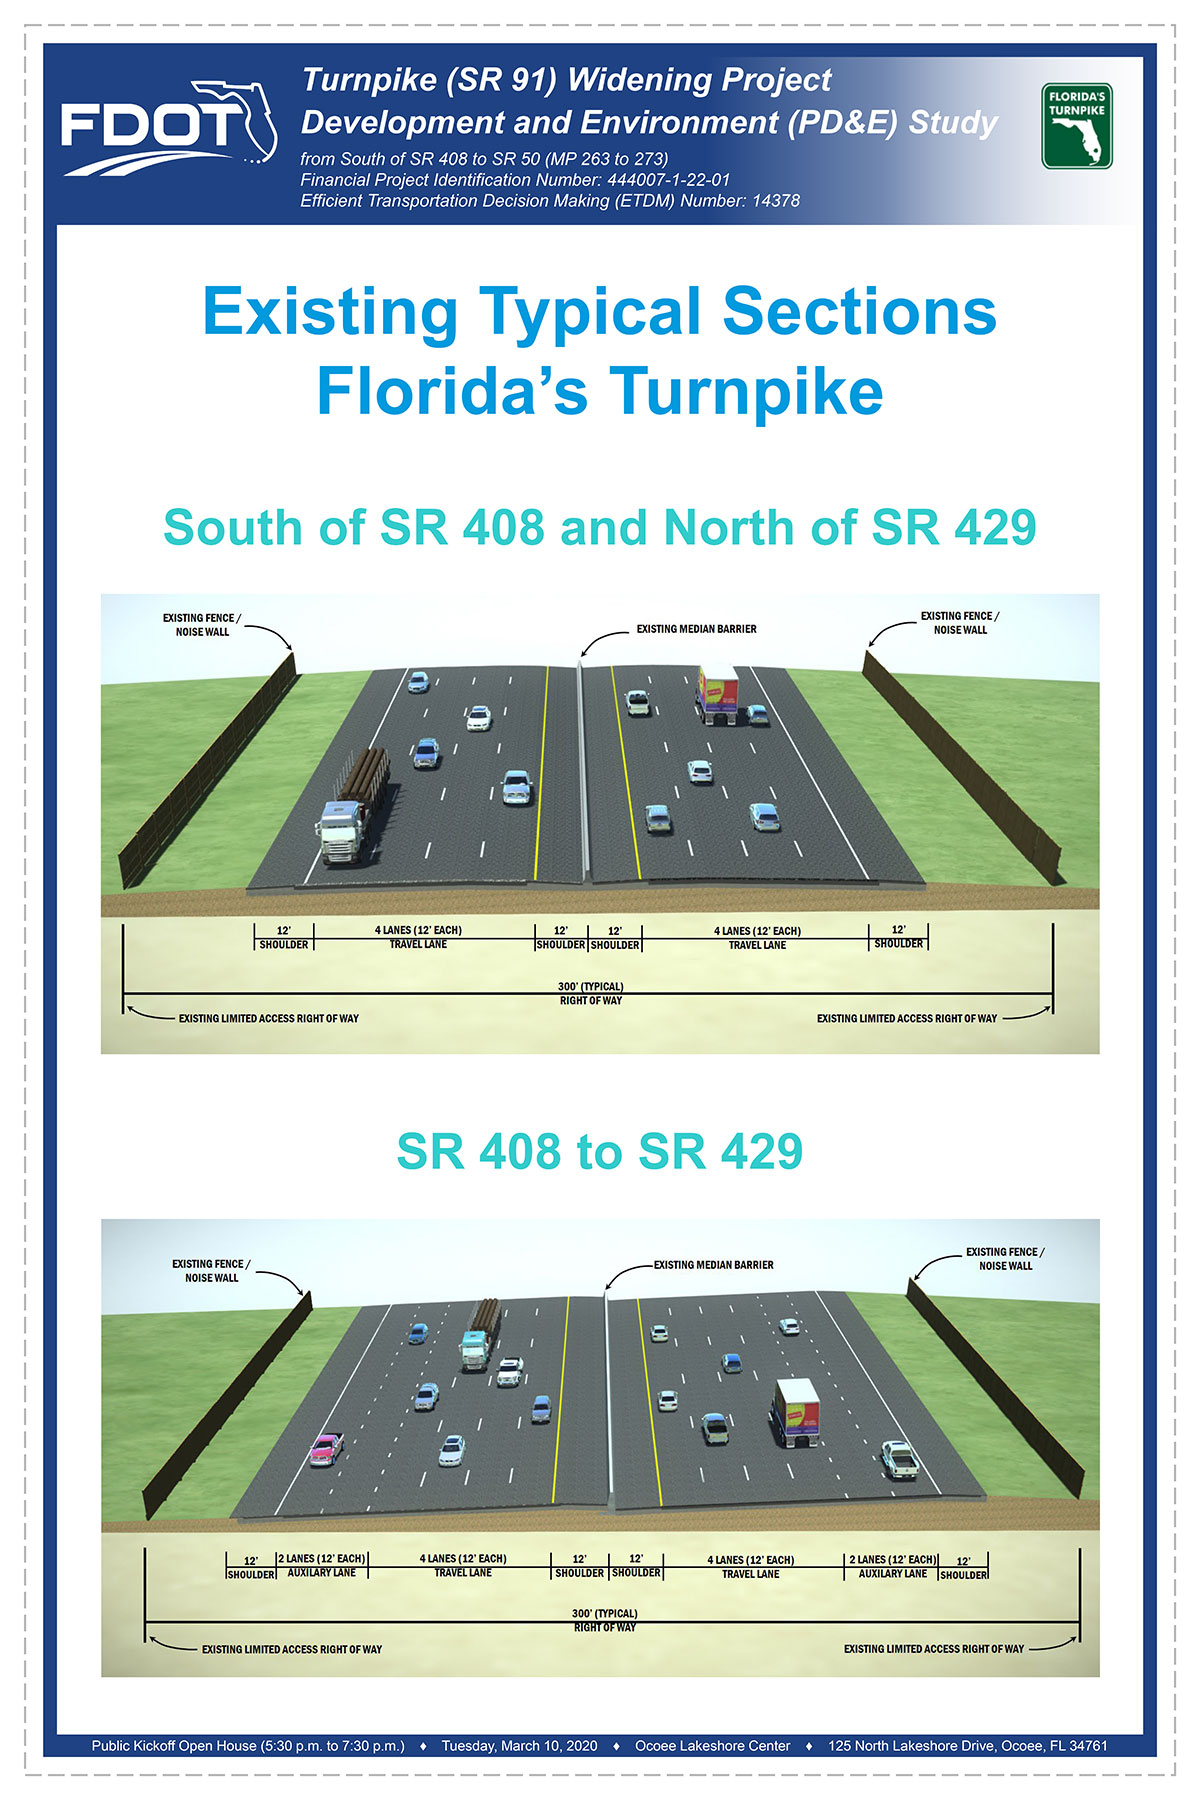 FDOT
Turnpike (SR 91) Widening Project
Development and Environment (PD&E) Study
from South of SR 408 to SR 50 (MP 263 to 273)
Financial Project Identification Number: 444007-1-22-01
Efficient Transportation Decision Making (ETDM) Number: 14378
FLORIDA'S
TURNPIKE
Existing Typical Sections
Florida's Turnpike
South of SR 408 and North of SR 429
EXISTING FENCE /
NOISE WALL
EXISTING MEDIAN BARRIER
EXISTING FENCE /
NOISE WALL
12' 4 LANES (12' EACH) 12' 12' 4 LANES (12' EACH) 12'
SHOULDER TRAVEL LANE SHOULDER SHOULDER TRAVEL LANE SHOULDER
300' (TYPICAL)
RIGHT OF WAY
EXISTING LIMITED ACCESS RIGHT OF WAY EXISTING LIMITED ACCESS RIGHT OF WAY
SR 408 to SR 429
EXISTING FENCE /
NOISE WALL
EXISTING MEDIAN BARRIER
EXISTING FENCE /
NOISE WALL
12' 2 LANES (12' EACH) 4 LANES (12' EACH) 12' 12' 4 LANES (12' EACH) 2 LANES (12' EACH) 12'
SHOULDER AUXILARY LANE TRAVEL LANE SHOULDER SHOULDER TRAVEL LANE AUXILARY LANE SHOULDER
300' (TYPICAL)
RIGHT OF WAY
EXISTING LIMITED ACCESS RIGHT OF WAY EXISTING LIMITED ACCESS RIGHT OF WAY
Public Kickoff Open House (5:30 p.m. to 7:30 p.m.) ♦ Tuesday, March 10, 2020 ♦ Ocoee Lakeshore Center ♦ 125 North Lakeshore Drive, Ocoee, FL 34761